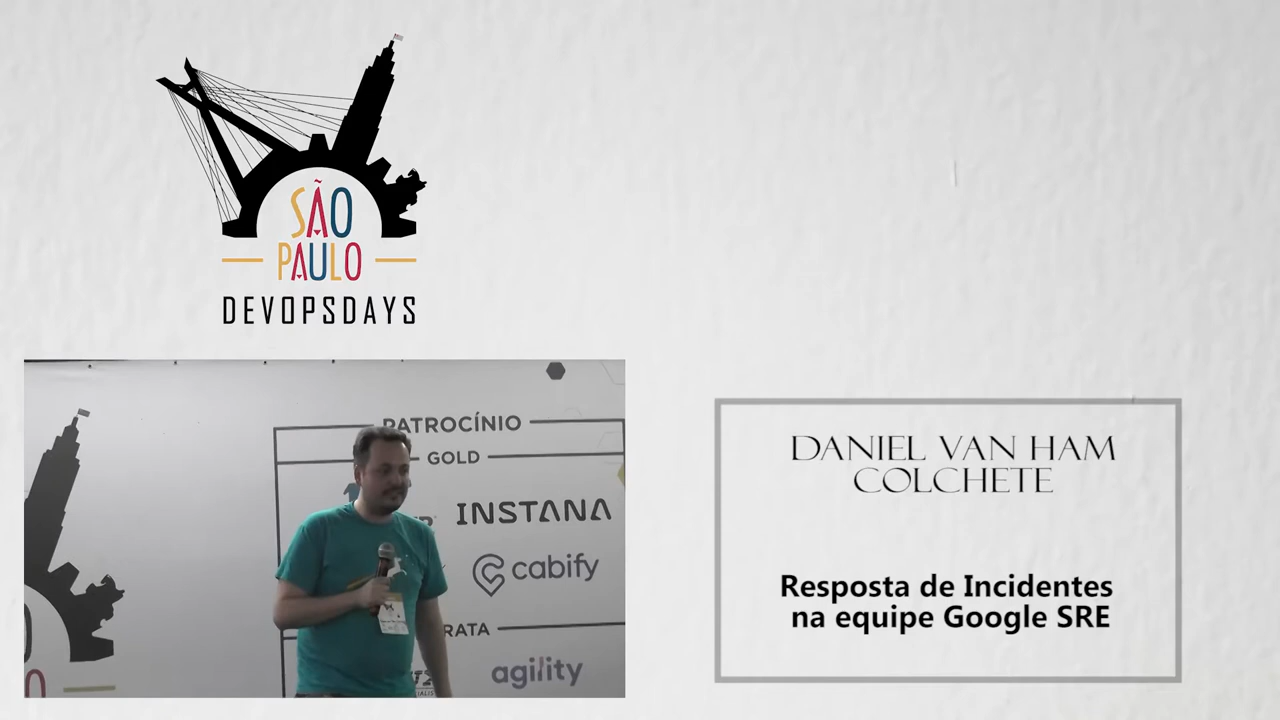 SÃO
PAULO
DEVOPSDAYS
PATROCÍNIO
GOLD
INSTANA
cabify
agility
DANIEL VAN HAM
COLCHETE
Resposta de Incidentes
na equipe Google SRE